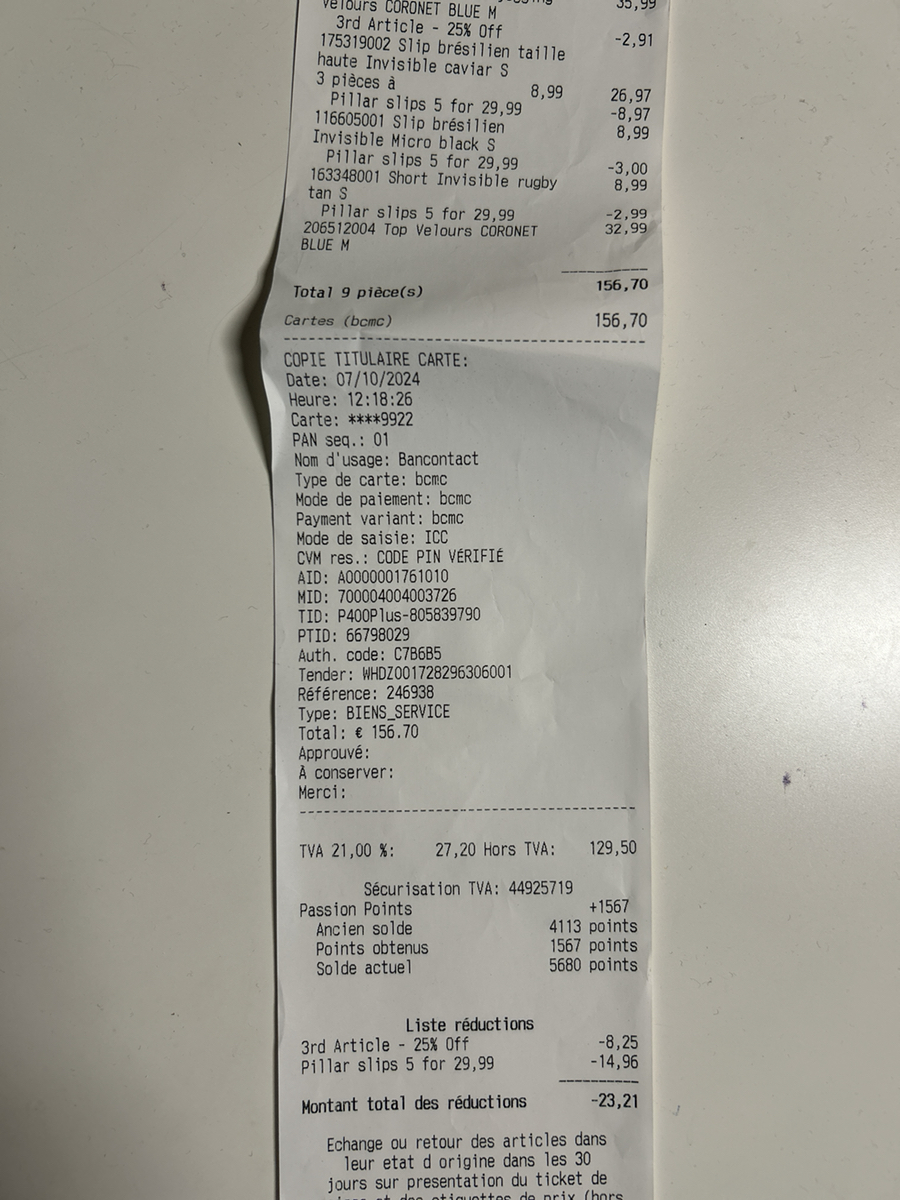 Velours CORONET BLUE M 35,99
3rd Article - 25% Off -2,91
175319002 Slip brésilien taille
haute Invisible caviar S
3 pièces à 8,99 26,97
Pillar slips 5 for 29,99 -8,97
116605001 Slip brésilien 8,99
Invisible Micro black S
Pillar slips 5 for 29,99 -3,00
163348001 Short Invisible rugby 8,99
tan S
Pillar slips 5 for 29,99 -2,99
206512004 Top Velours CORONET 32,99
BLUE M
Total 9 pièce(s) 156,70
Cartes (bcmc) 156,70
COPIE TITULAIRE CARTE:
Date: 07/10/2024
Heure: 12:18:26
Carte: ****9922
PAN seq.: 01
Nom d'usage: Bancontact
Type de carte: bcmc
Mode de paiement: bcmc
Payment variant: bcmc
Mode de saisie: ICC
CVM res.: CODE PIN VÉRIFIÉ
AID: A0000001761010
MID: 700004004003726
TID: P400Plus-805839790
PTID: 66798029
Auth. code: C7B6B5
Tender: WHDZ001728296306001
Référence: 246938
Type: BIENS_SERVICE
Total: € 156.70
Approuvé:
À conserver:
Merci:
TVA 21,00 %: 27,20 Hors TVA: 129,50
Sécurisation TVA: 44925719
Passion Points +1567
Ancien solde 4113 points
Points obtenus 1567 points
Solde actuel 5680 points
Liste réductions
3rd Article - 25% Off -8,25
Pillar slips 5 for 29,99 -14,96
Montant total des réductions -23,21
Echange ou retour des articles dans
leur etat d origine dans les 30
jours sur presentation du ticket de
et des etiquettes de prix (hors